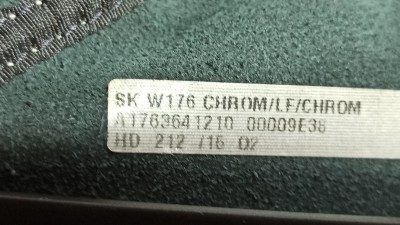 SK W176 CHROM/LF/CHROM
A1763641210 00009E38
HD 212 /16 02